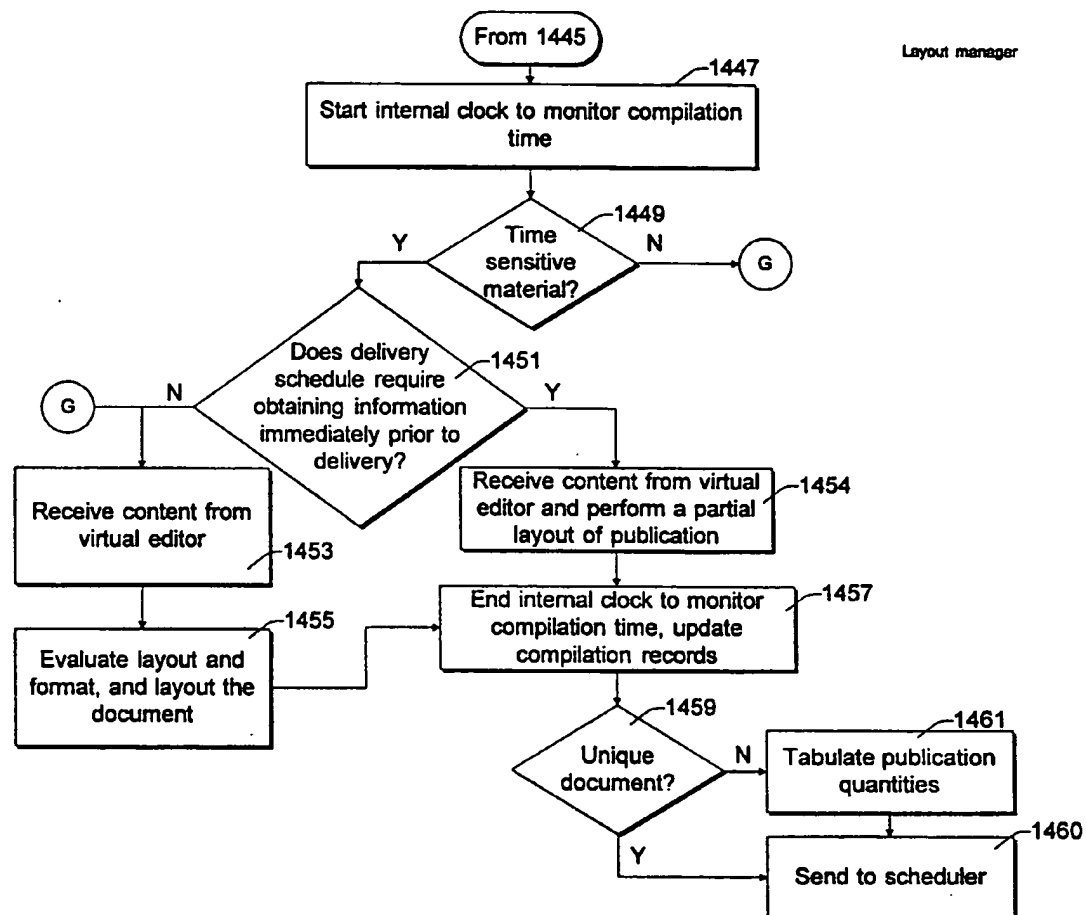 From 1445
Layout manager
1447
Start internal clock to monitor compilation
time
1449
Time
sensitive
material?
Y
N
G
Does delivery
schedule require
obtaining information
immediately prior to
delivery?
1451
N
Y
G
Receive content from
virtual editor
1453
Receive content from virtual
editor and perform a partial
layout of publication
1454
1455
Evaluate layout and
format, and layout the
document
End internal clock to monitor
compilation time, update
compilation records
1457
1459
Unique
document?
N
Y
1461
Tabulate publication
quantities
1460
Send to scheduler